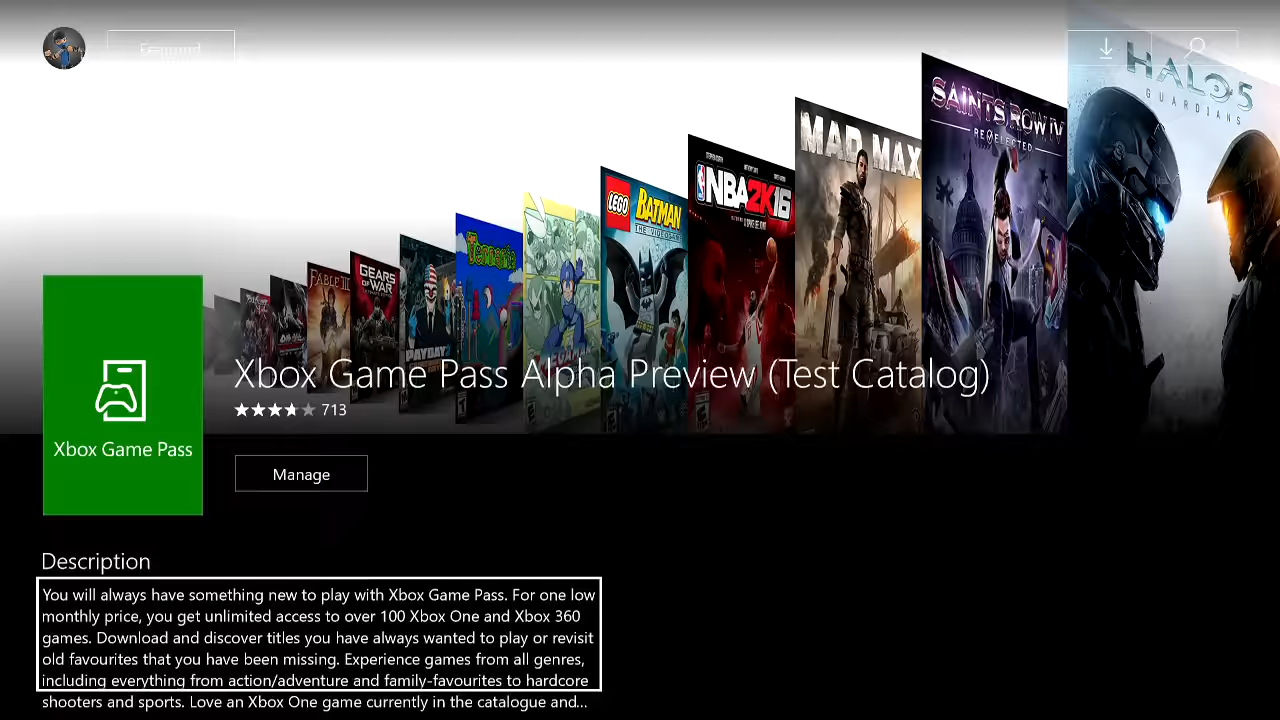 HALO 5
GUARDIANS
SAINTS ROW IV
RE-ELECTED
MAD MAX
NBA2K16
LEGO BATMAN
THE VIDEOGAME
Terraria
GEARS
OF WAR
FABLE III
PAYDAY
Xbox Game Pass Alpha Preview (Test Catalog)
713
Xbox Game Pass
Manage
Description
You will always have something new to play with Xbox Game Pass. For one low
monthly price, you get unlimited access to over 100 Xbox One and Xbox 360
games. Download and discover titles you have always wanted to play or revisit
old favourites that you have been missing. Experience games from all genres,
including everything from action/adventure and family-favourites to hardcore
shooters and sports. Love an Xbox One game currently in the catalogue and...